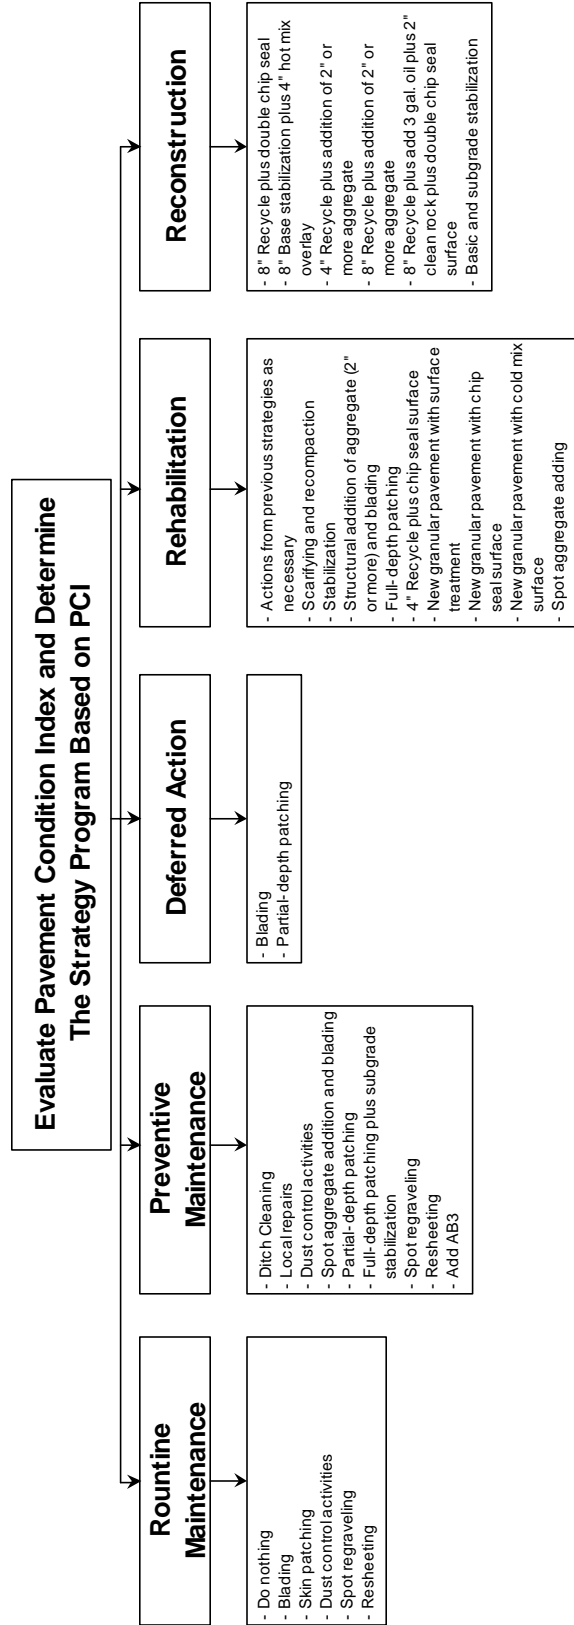 Evaluate Pavement Condition Index and Determine
The Strategy Program Based on PCI
Rountine
Maintenance
- Do nothing
- Blading
- Skin patching
- Dust control activities
- Spot regraveling
- Resheeting
Preventive
Maintenance
- Ditch Cleaning
- Local repairs
- Dust control activities
- Spot aggregate addition and blading
- Partial-depth patching
- Full-depth patching plus subgrade
stabilization
- Spot regraveling
- Resheeting
- Add AB3
Deferred Action
- Blading
- Partial-depth patching
Rehabilitation
- Actions from previous strategies as
necessary
- Scarifying and recompaction
- Stabilization
- Structural addition of aggregate (2"
or more) and blading
- Full-depth patching
- 4" Recycle plus chip seal surface
- New granular pavement with surface
treatment
- New granular pavement with chip
seal surface
- New granular pavement with cold mix
surface
- Spot aggregate adding
Reconstruction
- 8" Recycle plus double chip seal
- 8" Base stabilization plus 4" hot mix
overlay
- 4" Recycle plus addition of 2" or
more aggregate
- 8" Recycle plus addition of 2" or
more aggregate
- 8" Recycle plus add 3 gal. oil plus 2"
clean rock plus double chip seal
surface
- Basic and subgrade stabilization